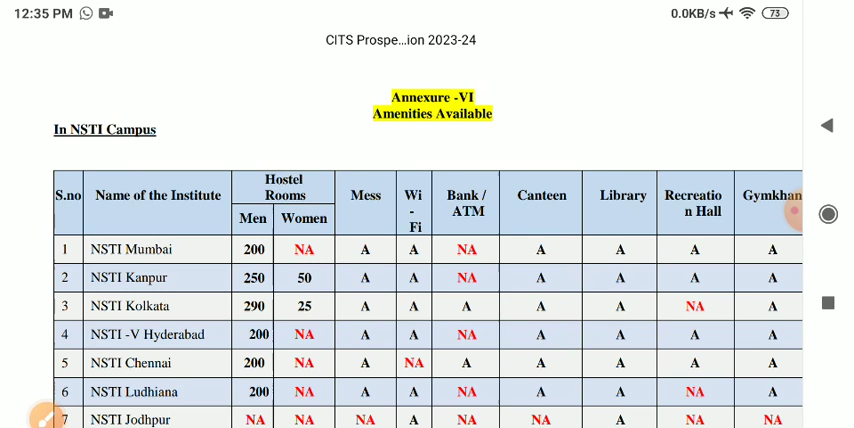 12:35 PM 0.0KB/s 73
CITS Prospe...ion 2023-24
Annexure -VI
Amenities Available
In NSTI Campus
S.no Name of the Institute Hostel Rooms Mess Wi - Fi Bank / ATM Canteen Library Recreatio n Hall Gymkhan
Men Women
1 NSTI Mumbai 200 NA A A NA A A A A
2 NSTI Kanpur 250 50 A A NA A A A A
3 NSTI Kolkata 290 25 A A A A A NA A
4 NSTI -V Hyderabad 200 NA A A NA A A A A
5 NSTI Chennai 200 NA A NA A A A A A
6 NSTI Ludhiana 200 NA A A NA A A NA A
7 NSTI Jodhpur NA NA NA A NA NA A NA NA